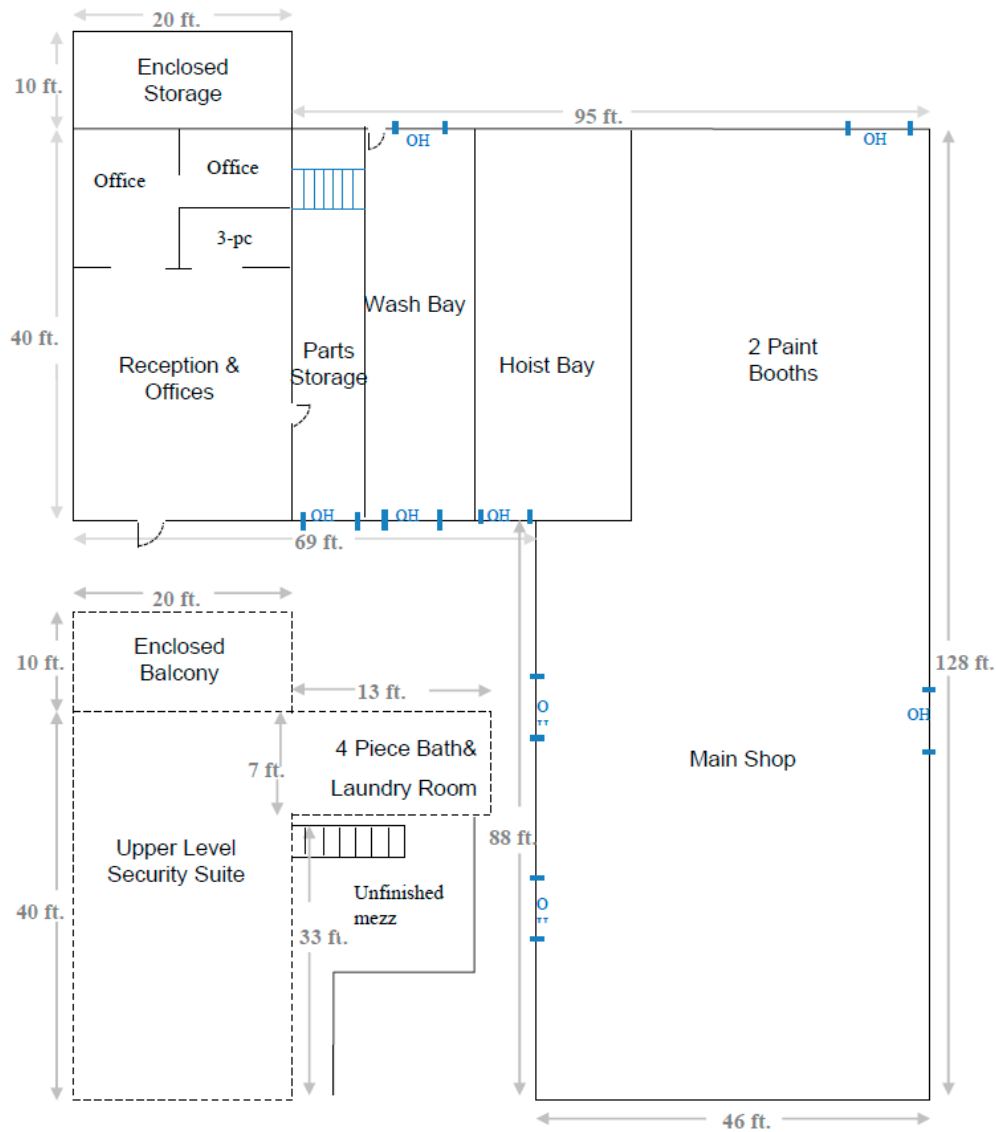 20 ft.
Enclosed
Storage
10 ft.
95 ft.
OH
OH
Office
Office
3-pc
Wash Bay
40 ft.
Reception &
Offices
Parts
Storage
Hoist Bay
2 Paint
Booths
OH
OH
OH
69 ft.
20 ft.
Enclosed
Balcony
10 ft.
13 ft.
128 ft.
O
OH
4 Piece Bath&
Laundry Room
7 ft.
Main Shop
88 ft.
Upper Level
Security Suite
Unfinished
mezz
O
40 ft.
33 ft.
46 ft.